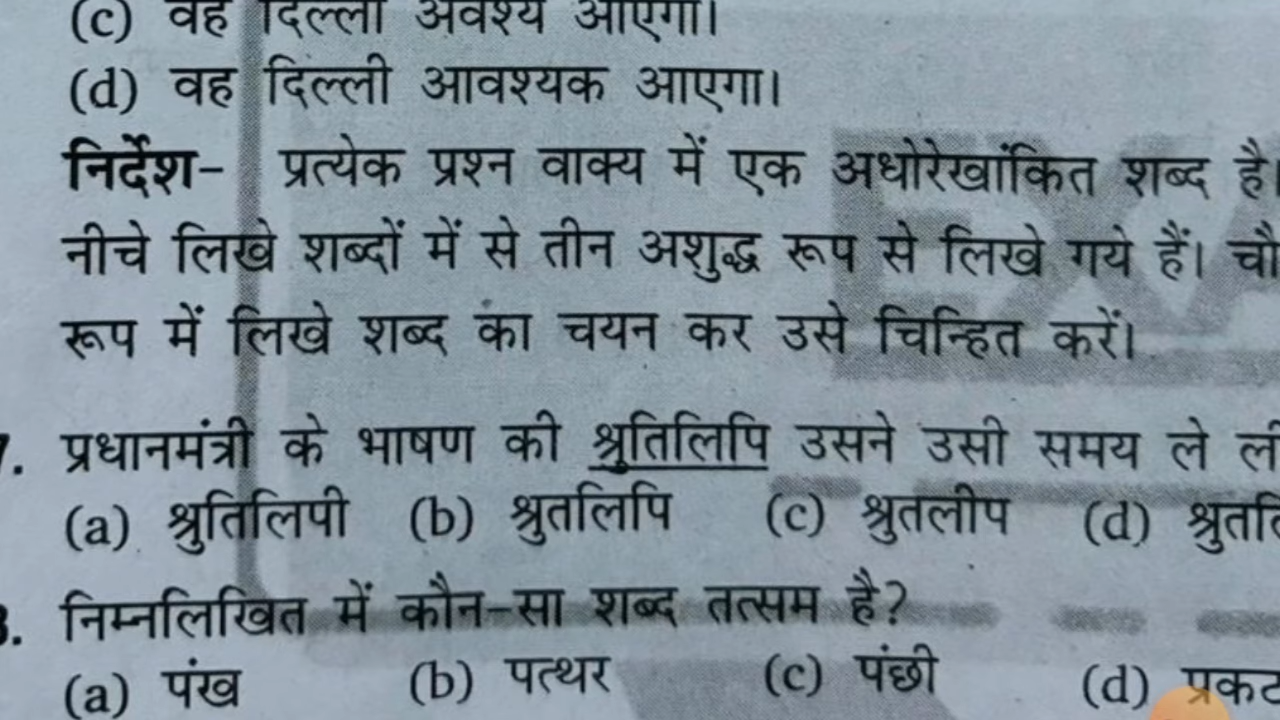 (c) वह दिल्ली अवश्य आएगा।
(d) वह दिल्ली आवश्यक आएगा।
निर्देश- प्रत्येक प्रश्न वाक्य में एक अधोरेखांकित शब्द है।
नीचे लिखे शब्दों में से तीन अशुद्ध रूप से लिखे गये हैं।
रूप में लिखे शब्द का चयन कर उसे चिन्हित करें।
प्रधानमंत्री के भाषण की श्रुतिलिपि उसने उसी समय ले
(a) श्रुतिलिपी (b) श्रुतलिपि (c) श्रुतलीप (d)
निम्नलिखित में कौन-सा शब्द तत्सम है?
(a) पंख (b) पत्थर (c) पंछी (d) प्रकट